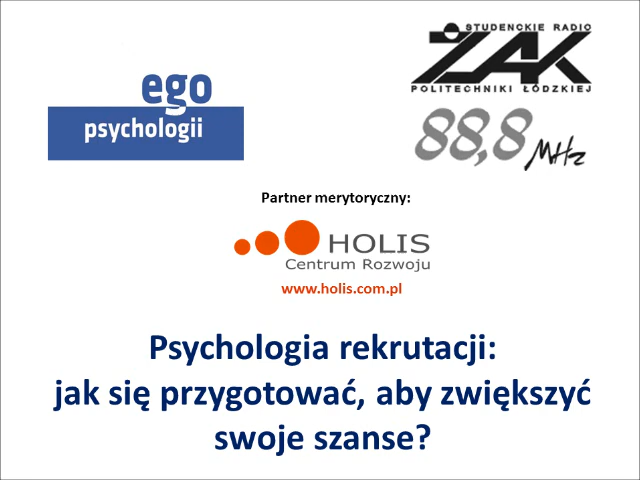 ego
psychologii
STUDENCKIE RADIO
ŻAK
POLITECHNIKI ŁÓDZKIEJ
88,8 MHz
Partner merytoryczny:
HOLIS
Centrum Rozwoju
www.holis.com.pl
Psychologia rekrutacji:
jak się przygotować, aby zwiększyć
swoje szanse?